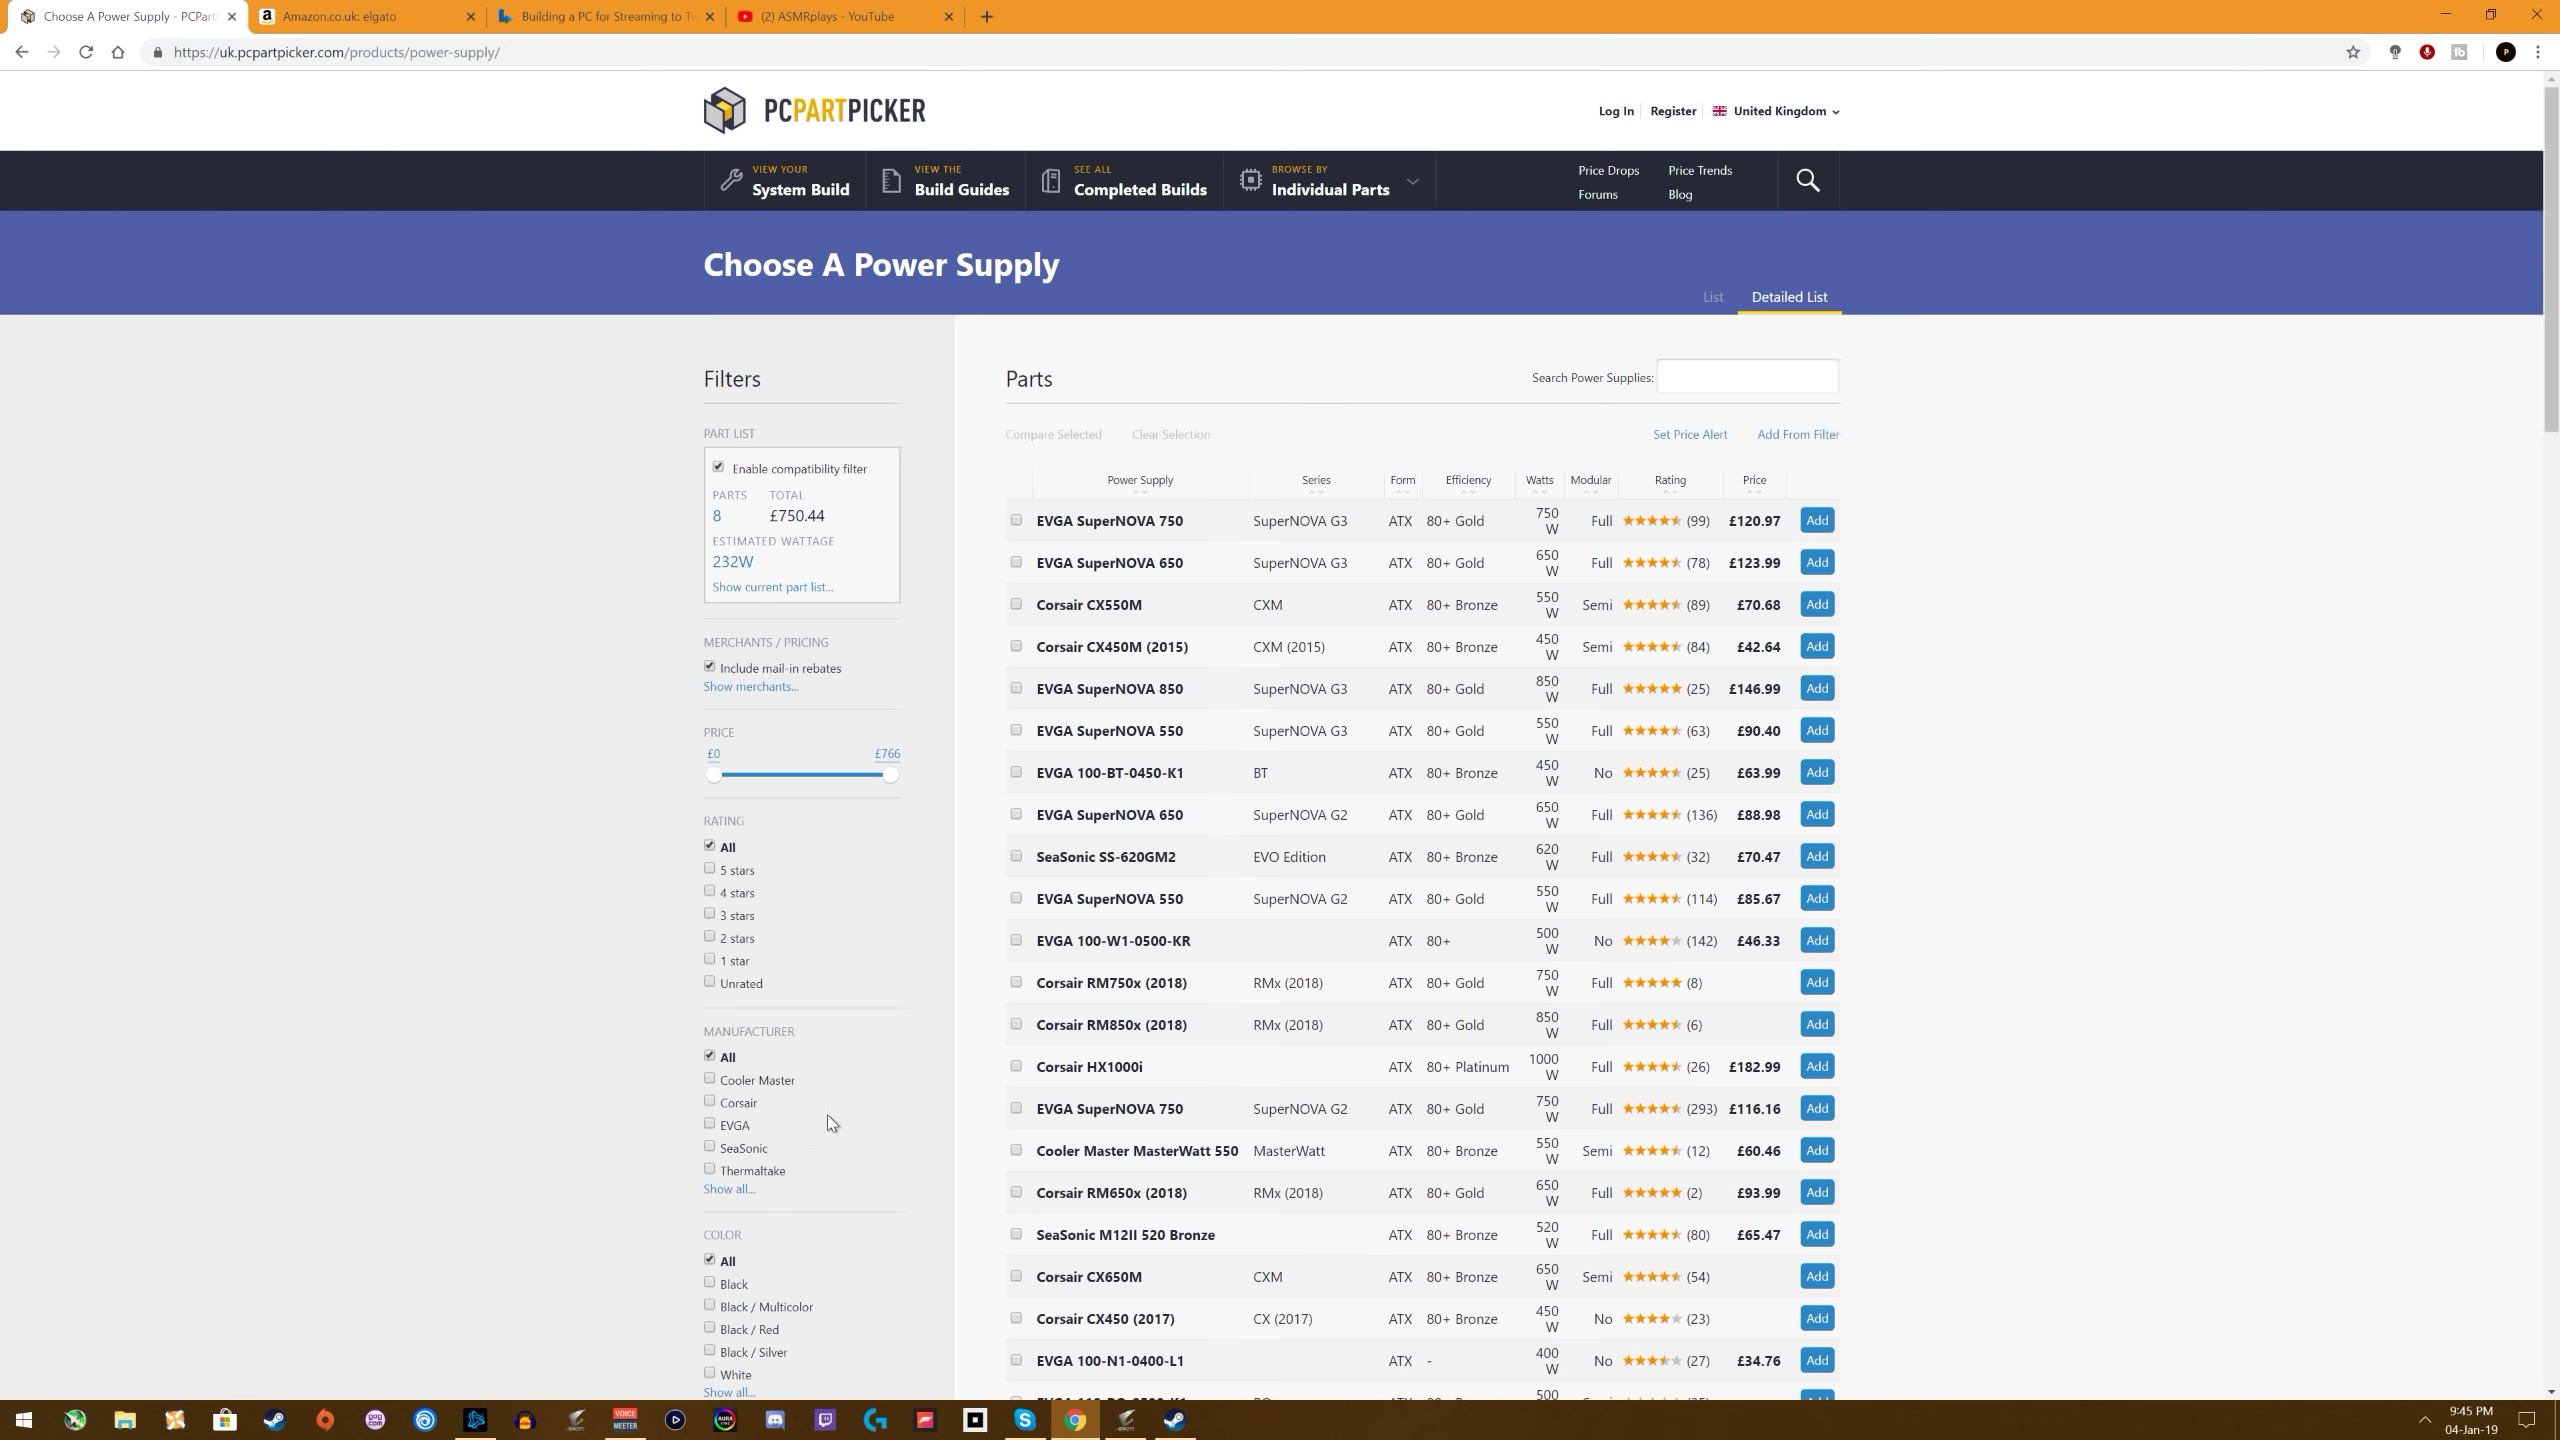 Choose A Power Supply - PCPart
Amazon.co.uk: elgato
Building a PC for Streaming to Tw
(2) ASMRplays - YouTube
https://uk.pcpartpicker.com/products/power-supply/
P
PCPARTPICKER
Log In Register United Kingdom
VIEW YOUR
System Build
VIEW THE
Build Guides
SEE ALL
Completed Builds
BROWSE BY
Individual Parts
Price Drops Price Trends
Forums Blog
Choose A Power Supply
List Detailed List
Filters
PART LIST
Enable compatibility filter
PARTS TOTAL
8 £750.44
ESTIMATED WATTAGE
232W
Show current part list...
MERCHANTS / PRICING
Include mail-in rebates
Show merchants...
PRICE
£0 £766
RATING
All
5 stars
4 stars
3 stars
2 stars
1 star
Unrated
MANUFACTURER
All
Cooler Master
Corsair
EVGA
SeaSonic
Thermaltake
Show all...
COLOR
All
Black
Black / Multicolor
Black / Red
Black / Silver
White
Show all...
Parts
Search Power Supplies:
Compare Selected Clear Selection Set Price Alert Add From Filter
Power Supply Series Form Efficiency Watts Modular Rating Price
EVGA SuperNOVA 750 SuperNOVA G3 ATX 80+ Gold 750 W Full (99) £120.97 Add
EVGA SuperNOVA 650 SuperNOVA G3 ATX 80+ Gold 650 W Full (78) £123.99 Add
Corsair CX550M CXM ATX 80+ Bronze 550 W Semi (89) £70.68 Add
Corsair CX450M (2015) CXM (2015) ATX 80+ Bronze 450 W Semi (84) £42.64 Add
EVGA SuperNOVA 850 SuperNOVA G3 ATX 80+ Gold 850 W Full (25) £146.99 Add
EVGA SuperNOVA 550 SuperNOVA G3 ATX 80+ Gold 550 W Full (63) £90.40 Add
EVGA 100-BT-0450-K1 BT ATX 80+ Bronze 450 W No (25) £63.99 Add
EVGA SuperNOVA 650 SuperNOVA G2 ATX 80+ Gold 650 W Full (136) £88.98 Add
SeaSonic SS-620GM2 EVO Edition ATX 80+ Bronze 620 W Full (32) £70.47 Add
EVGA SuperNOVA 550 SuperNOVA G2 ATX 80+ Gold 550 W Full (114) £85.67 Add
EVGA 100-W1-0500-KR ATX 80+ 500 W No (142) £46.33 Add
Corsair RM750x (2018) RMx (2018) ATX 80+ Gold 750 W Full (8) Add
Corsair RM850x (2018) RMx (2018) ATX 80+ Gold 850 W Full (6) Add
Corsair HX1000i ATX 80+ Platinum 1000 W Full (26) £182.99 Add
EVGA SuperNOVA 750 SuperNOVA G2 ATX 80+ Gold 750 W Full (293) £116.16 Add
Cooler Master MasterWatt 550 MasterWatt ATX 80+ Bronze 550 W Semi (12) £60.46 Add
Corsair RM650x (2018) RMx (2018) ATX 80+ Gold 650 W Full (2) £93.99 Add
SeaSonic M12II 520 Bronze ATX 80+ Bronze 520 W Full (80) £65.47 Add
Corsair CX650M CXM ATX 80+ Bronze 650 W Semi (54) Add
Corsair CX450 (2017) CX (2017) ATX 80+ Bronze 450 W No (23) Add
EVGA 100-N1-0400-L1 ATX - 400 W No (27) £34.76 Add
500
VOICE
MEETER
AURA
9:45 PM
04-Jan-19